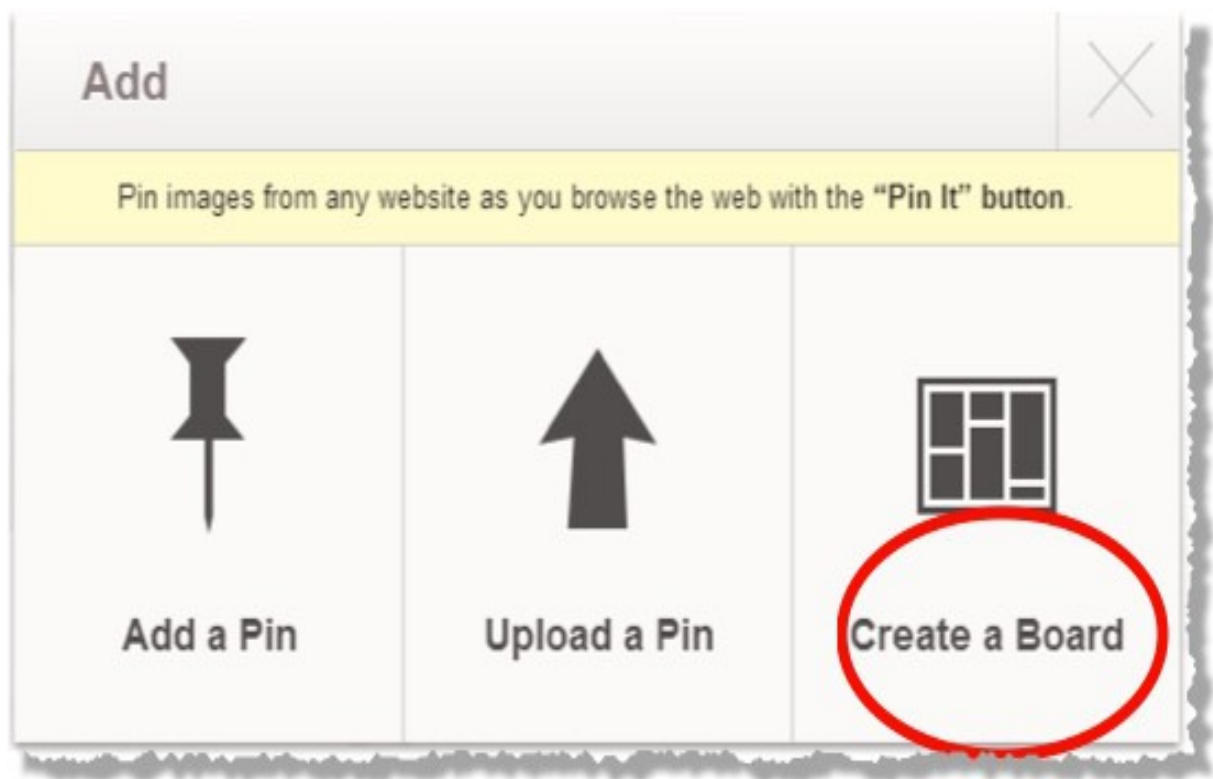 Add
Pin images from any website as you browse the web with the “Pin It” button.
Add a Pin
Upload a Pin
Create a Board